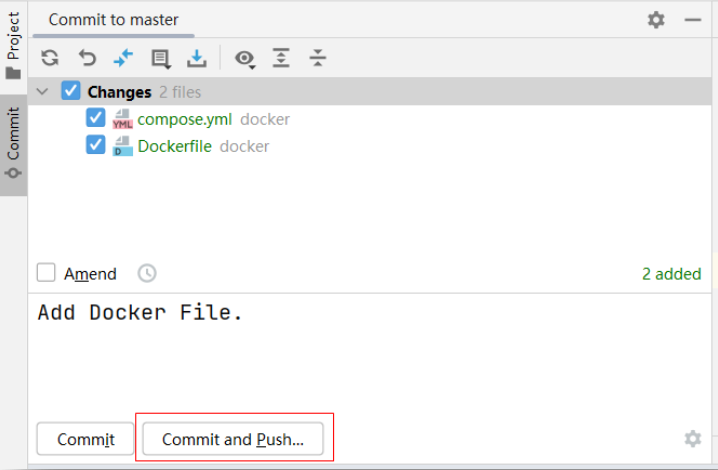 Project
Commit
Commit to master
Changes 2 files
YML compose.yml docker
D Dockerfile docker
Amend
2 added
Add Docker File.
Commit
Commit and Push...